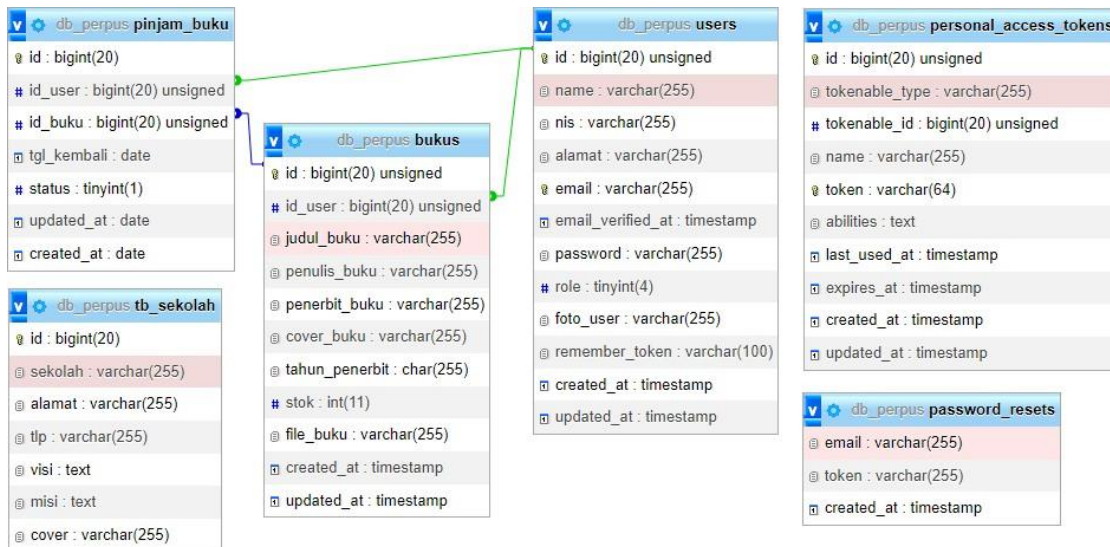 db_perpus pinjam_buku
id : bigint(20)
id_user : bigint(20) unsigned
id_buku : bigint(20) unsigned
tgl_kembali : date
status : tinyint(1)
updated_at : date
created_at : date
db_perpus tb_sekolah
id : bigint(20)
sekolah : varchar(255)
alamat : varchar(255)
tlp : varchar(255)
visi : text
misi : text
cover : varchar(255)
db_perpus bukus
id : bigint(20) unsigned
id_user : bigint(20) unsigned
judul_buku : varchar(255)
penulis_buku : varchar(255)
penerbit_buku : varchar(255)
cover_buku : varchar(255)
tahun_penerbit : char(255)
stok : int(11)
file_buku : varchar(255)
created_at : timestamp
updated_at : timestamp
db_perpus users
id : bigint(20) unsigned
name : varchar(255)
nis : varchar(255)
alamat : varchar(255)
email : varchar(255)
email_verified_at : timestamp
password : varchar(255)
role : tinyint(4)
foto_user : varchar(255)
remember_token : varchar(100)
created_at : timestamp
updated_at : timestamp
db_perpus personal_access_tokens
id : bigint(20) unsigned
tokenable_type : varchar(255)
tokenable_id : bigint(20) unsigned
name : varchar(255)
token : varchar(64)
abilities : text
last_used_at : timestamp
expires_at : timestamp
created_at : timestamp
updated_at : timestamp
db_perpus password_resets
email : varchar(255)
token : varchar(255)
created_at : timestamp